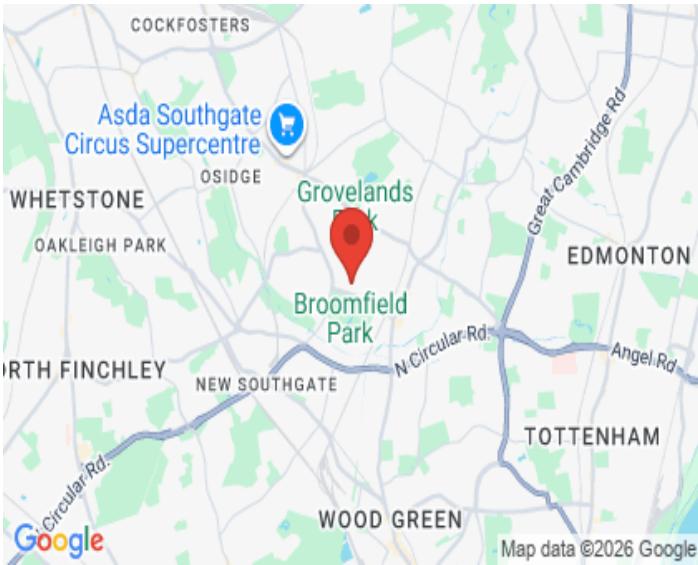 COCKFOSTERS
Asda Southgate
Circus Supercentre
OSIDGE
WHETSTONE
Grovelands
OAKLEIGH PARK
Great Cambridge Rd
EDMONTON
Broomfield
Park
N Circular Rd.
Angel Rd
RTH FINCHLEY
NEW SOUTHGATE
TOTTENHAM
N Circular Rd.
WOOD GREEN
Google
Map data ©2026 Google